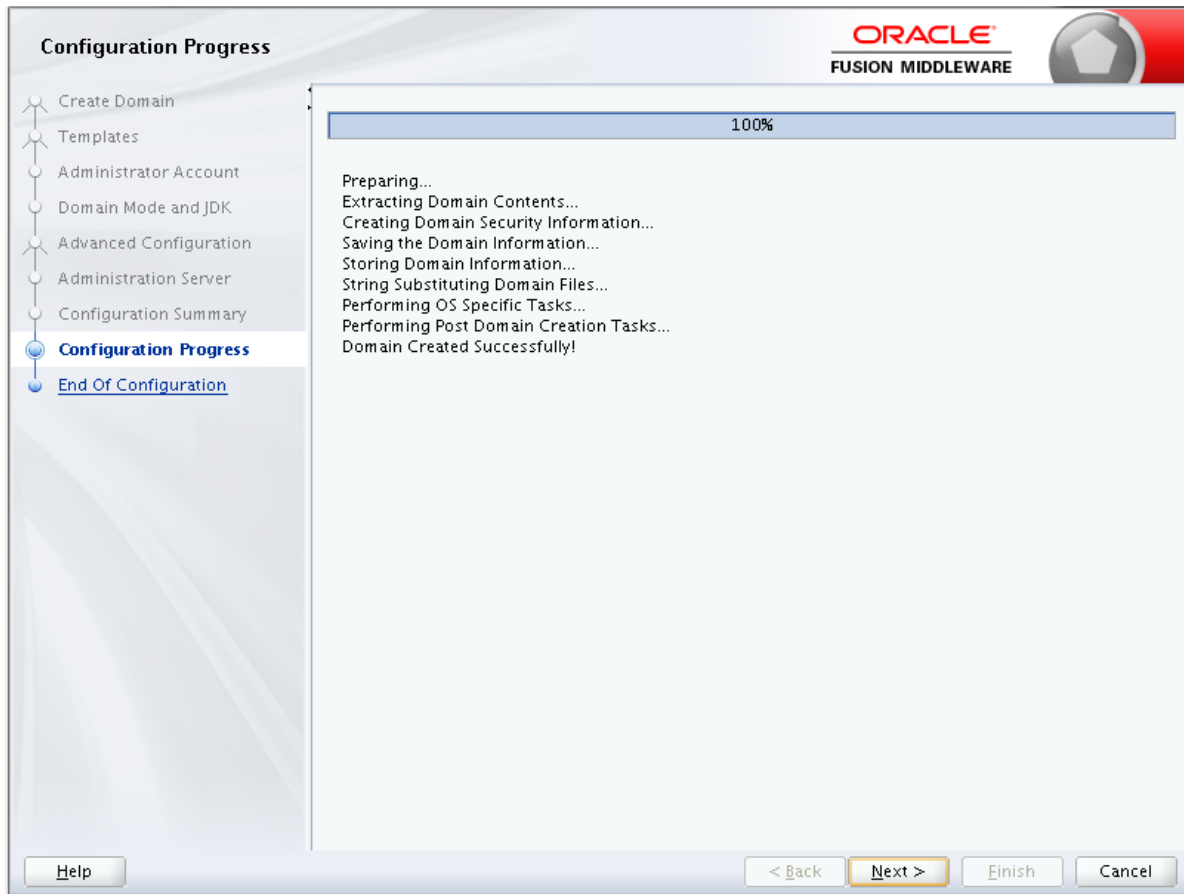 Configuration Progress
ORACLE
FUSION MIDDLEWARE
Create Domain
Templates
Administrator Account
Domain Mode and JDK
Advanced Configuration
Administration Server
Configuration Summary
Configuration Progress
End Of Configuration
100%
Preparing...
Extracting Domain Contents...
Creating Domain Security Information...
Saving the Domain Information...
Storing Domain Information...
String Substituting Domain Files...
Performing OS Specific Tasks...
Performing Post Domain Creation Tasks...
Domain Created Successfully!
Help
< Back
Next >
Finish
Cancel